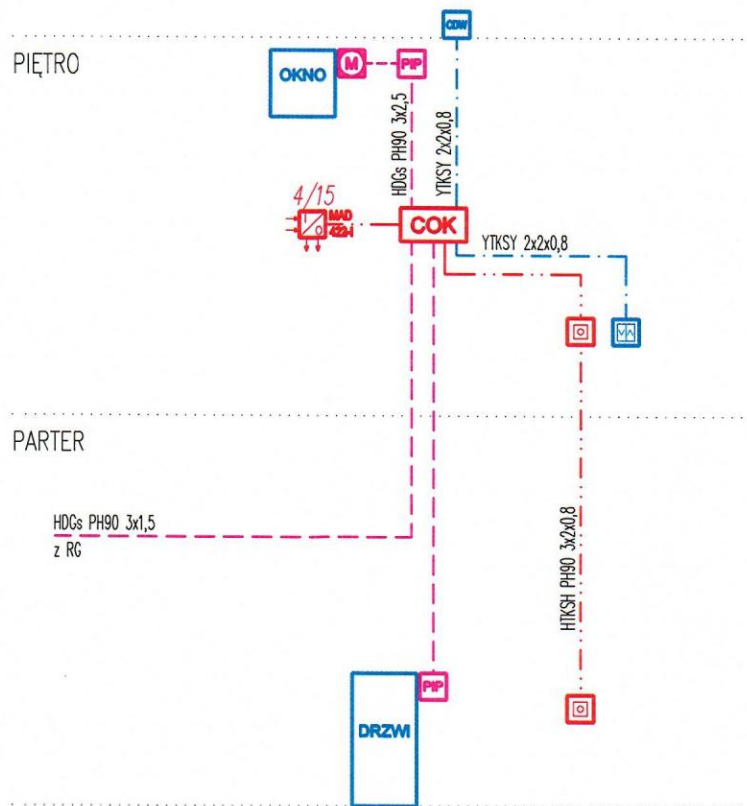 CDW
PIĘTRO
OKNO
M
PIP
HDGs PH90 3x2,5
YTKSY 2x2x0,8
4/15
I
O
MAD
422-I
COK
YTKSY 2x2x0,8
PARTER
HDGs PH90 3x1,5
z RG
HTKSH PH90 3x2x0,8
PIP
DRZWI